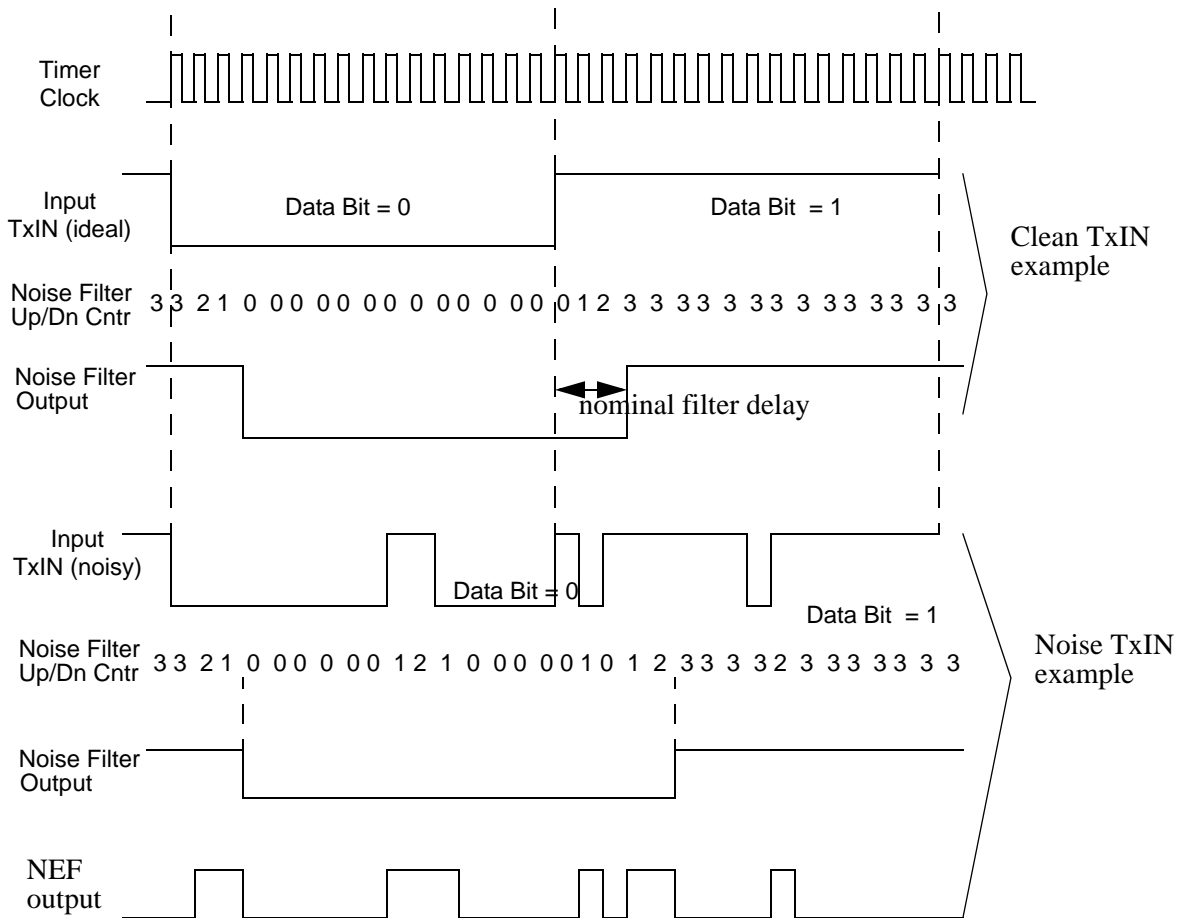 Timer
Clock
Input
TxIN (ideal)
Data Bit = 0
Data Bit = 1
Clean TxIN
example
Noise Filter
Up/Dn Cntr
3 3 2 1 0 0 0 0 0 0 0 0 0 0 0 0 0 0 1 2 3 3 3 3 3 3 3 3 3 3 3 3 3 3
Noise Filter
Output
nominal filter delay
Input
TxIN (noisy)
Data Bit = 0
Data Bit = 1
Noise Filter
Up/Dn Cntr
3 3 2 1 0 0 0 0 0 0 1 2 1 0 0 0 0 0 1 0 1 2 3 3 3 3 2 3 3 3 3 3 3 3
Noise TxIN
example
Noise Filter
Output
NEF
output